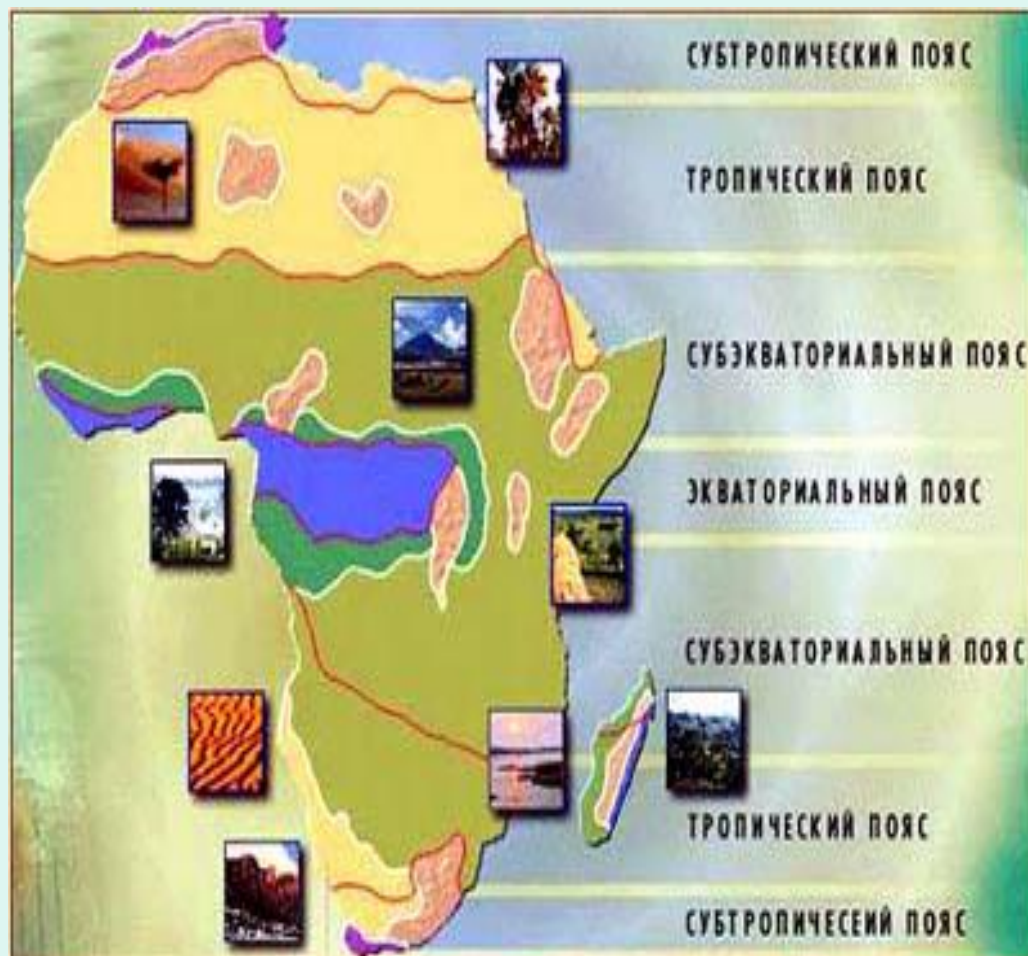 СУБТРОПИЧЕСКИЙ ПОЯС
ТРОПИЧЕСКИЙ ПОЯС
СУБЭКВАТОРИАЛЬНЫЙ ПОЯС
ЭКВАТОРИАЛЬНЫЙ ПОЯС
СУБЭКВАТОРИАЛЬНЫЙ ПОЯС
ТРОПИЧЕСКИЙ ПОЯС
СУБТРОПИЧЕСЕИЙ ПОЯС